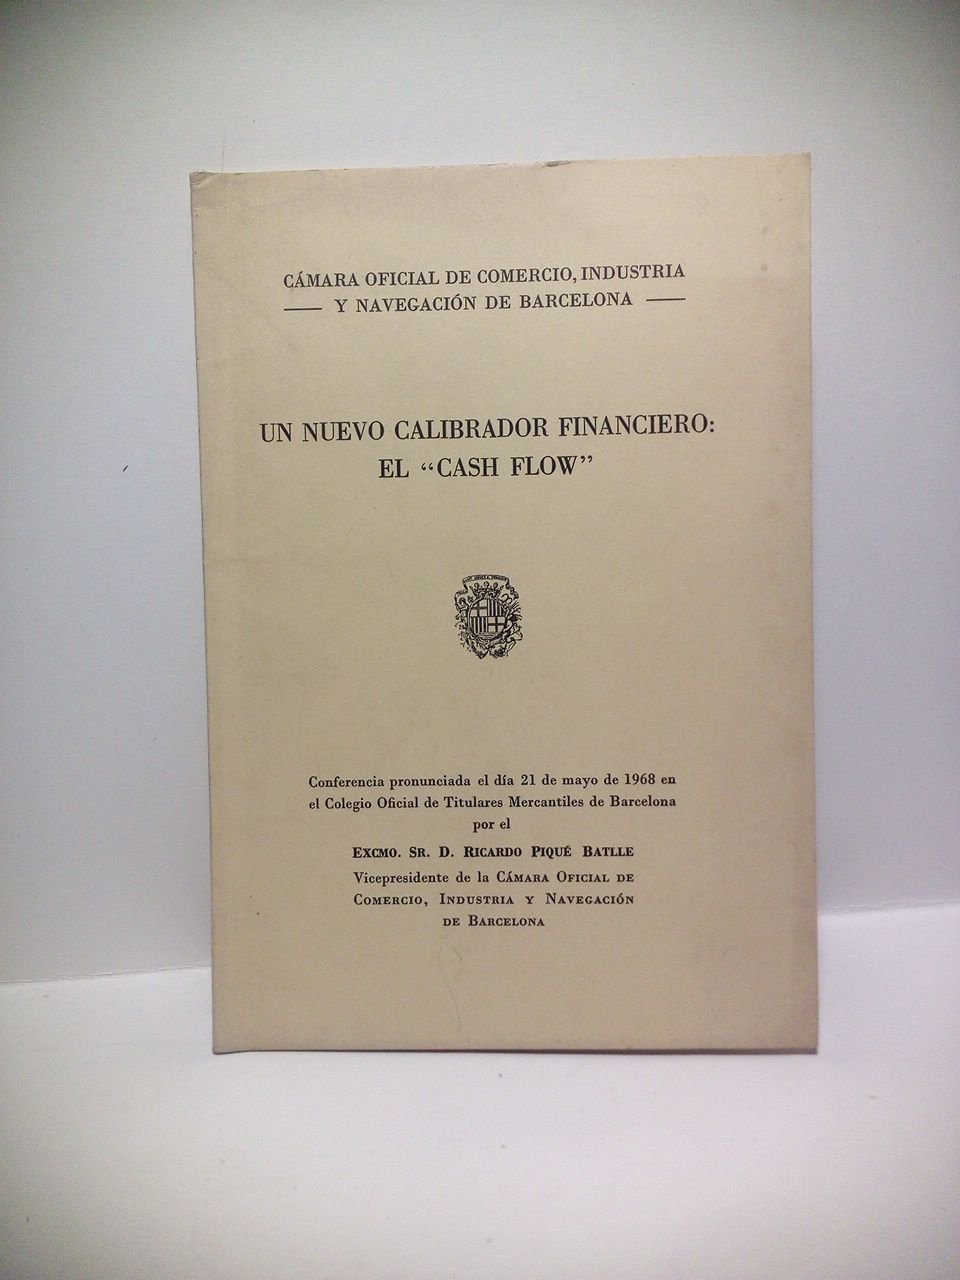 CÁMARA OFICIAL DE COMERCIO, INDUSTRIA
Y NAVEGACIÓN DE BARCELONA
UN NUEVO CALIBRADOR FINANCIERO:
EL “CASH FLOW”
Conferencia pronunciada el día 21 de mayo de 1968 en
el Colegio Oficial de Titulares Mercantiles de Barcelona
por el
EXCMO. SR. D. RICARDO PIQUÉ BATLLE
Vicepresidente de la CÁMARA OFICIAL DE
COMERCIO, INDUSTRIA Y NAVEGACIÓN
DE BARCELONA